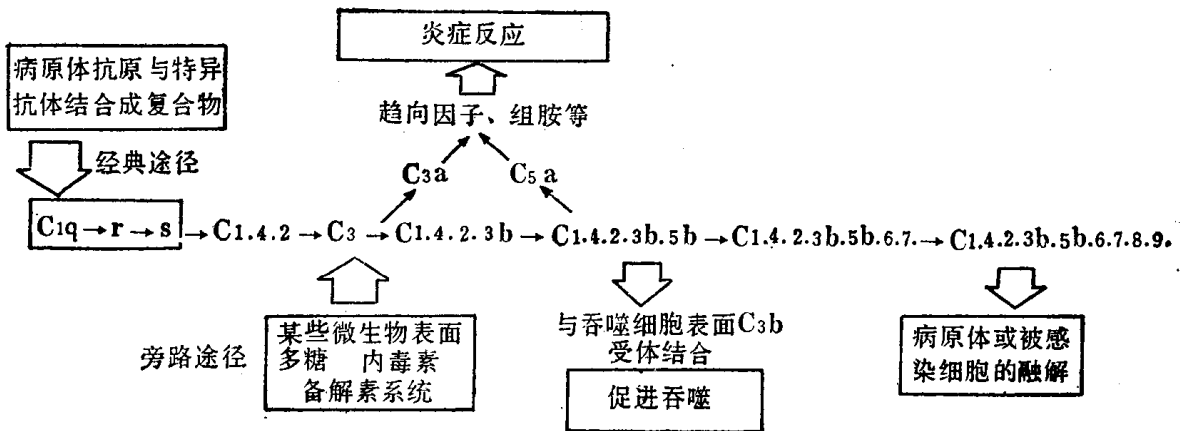 炎症反应
病原体抗原与特异
抗体结合成复合物
趋向因子、组胺等
经典途径
C3a C5a
C1q→r→s→C1.4.2→C3→C1.4.2.3b→C1.4.2.3b.5b→C1.4.2.3b.5b.6.7.→C1.4.2.3b.5b.6.7.8.9.
旁路途径
某些微生物表面
多糖 内毒素
备解素系统
与吞噬细胞表面C3b
受体结合
促进吞噬
病原体或被感
染细胞的融解